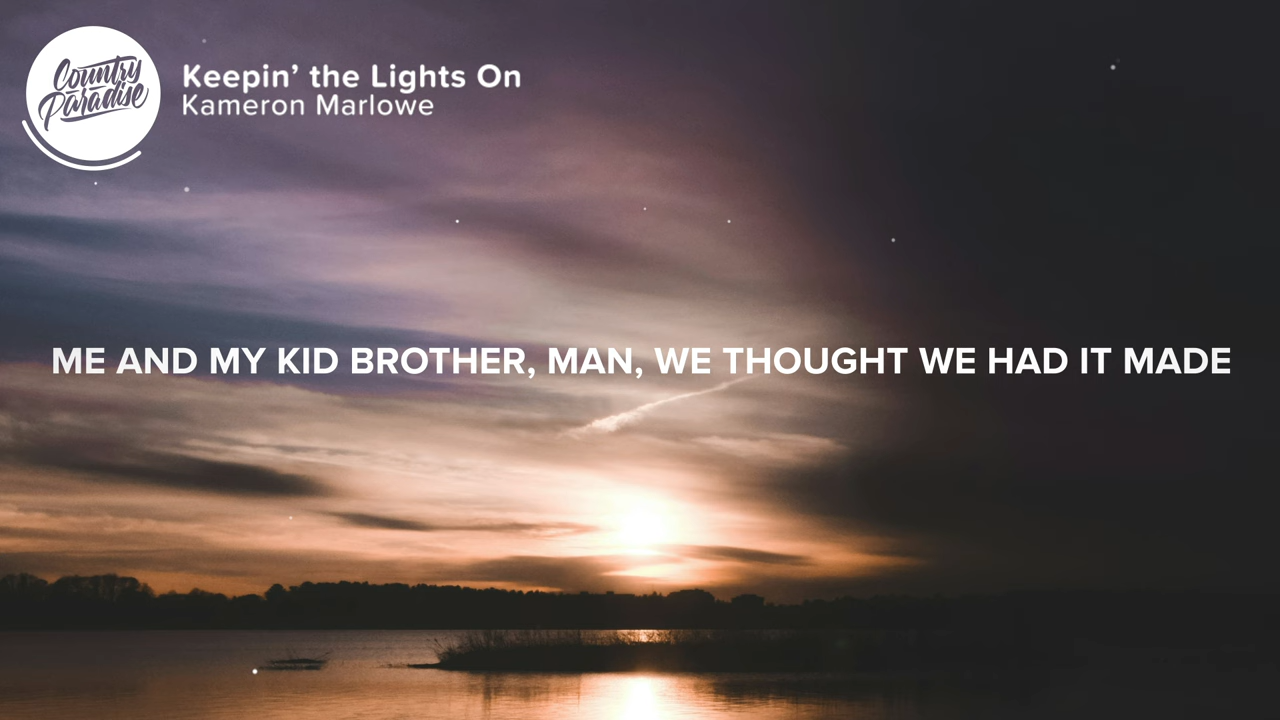 Country
Paradise
Keepin’ the Lights On
Kameron Marlowe
ME AND MY KID BROTHER, MAN, WE THOUGHT WE HAD IT MADE